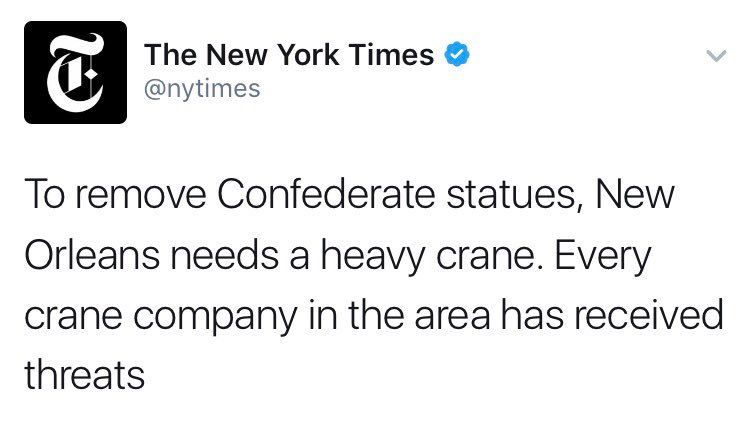 The New York Times
@nytimes
To remove Confederate statues, New
Orleans needs a heavy crane. Every
crane company in the area has received
threats